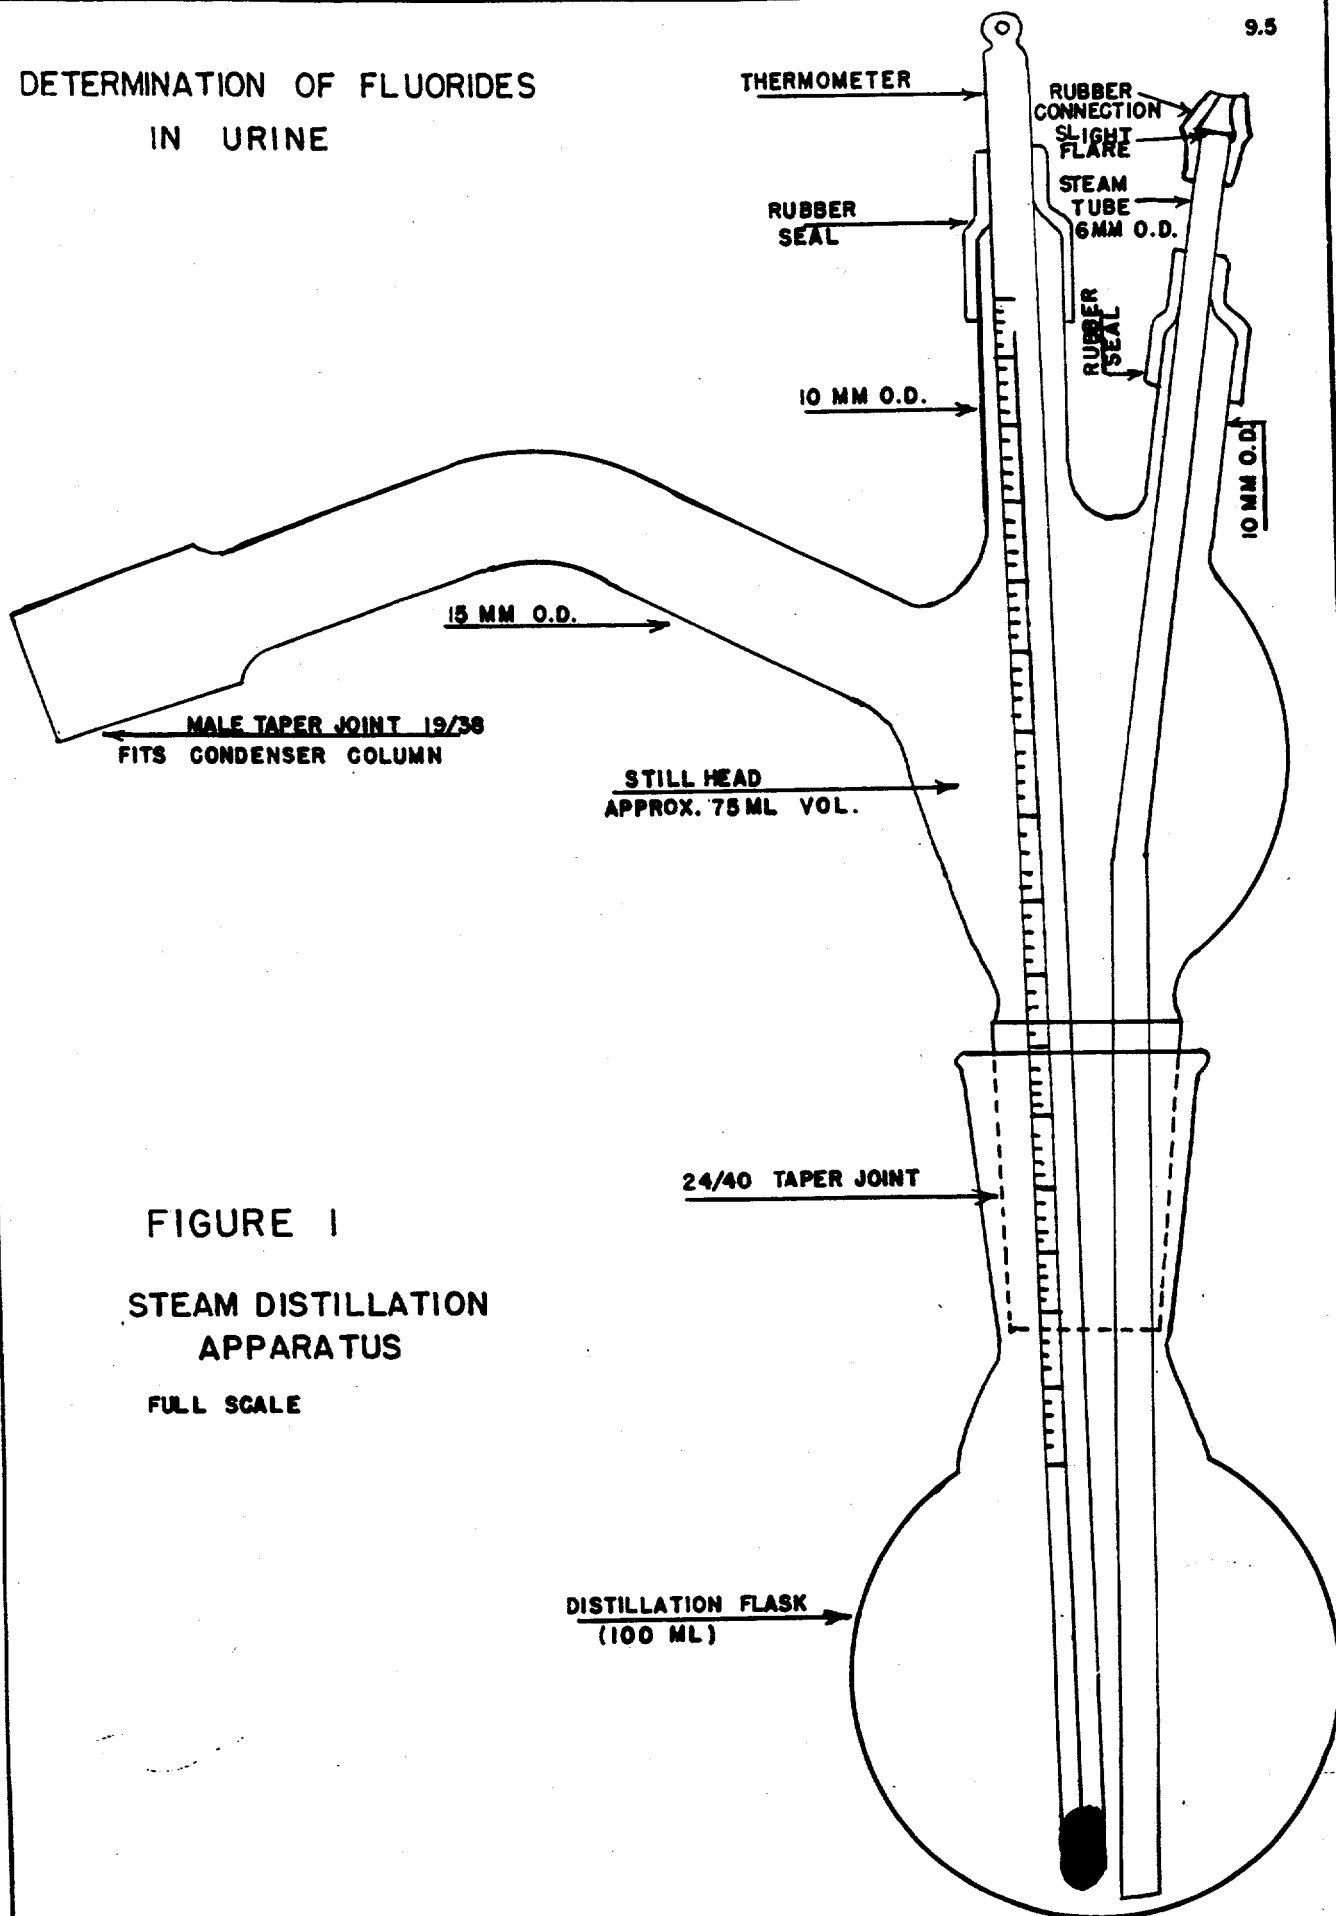 9.5
DETERMINATION OF FLUORIDES
IN URINE
THERMOMETER
RUBBER
CONNECTION
SLIGHT
FLARE
STEAM
TUBE
6MM O.D.
RUBBER
SEAL
RUBBER
SEAL
10 MM O.D.
10 MM O.D.
15 MM O.D.
MALE TAPER JOINT 19/38
FITS CONDENSER COLUMN
STILL HEAD
APPROX. 75 ML VOL.
24/40 TAPER JOINT
FIGURE 1
STEAM DISTILLATION
APPARATUS
FULL SCALE
DISTILLATION FLASK
(100 ML)